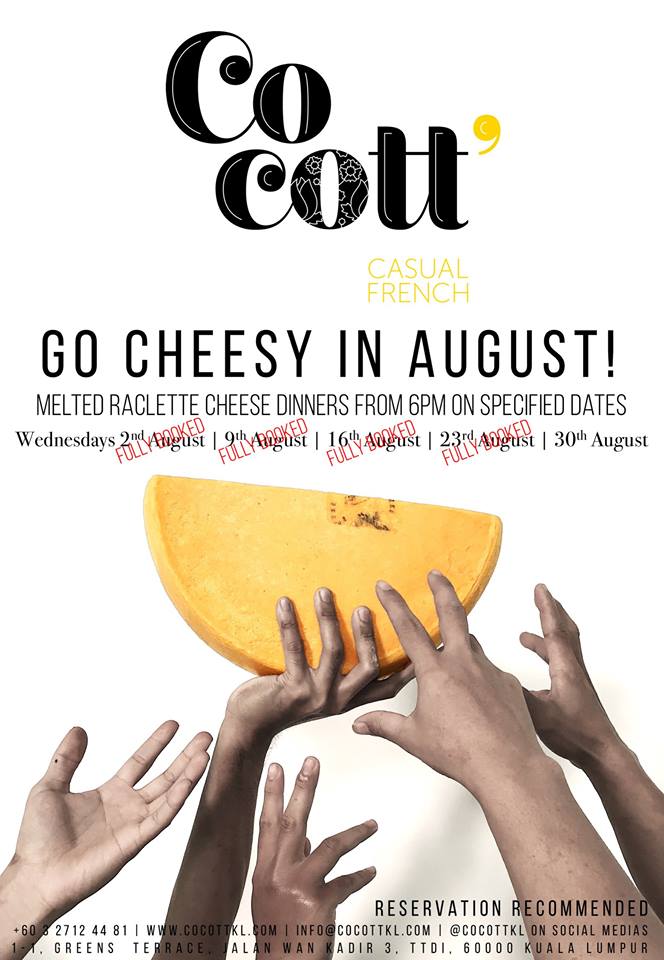 Co
cott'
CASUAL
FRENCH
GO CHEESY IN AUGUST!
MELTED RACLETTE CHEESE DINNERS FROM 6PM ON SPECIFIED DATES
Wednesdays 2nd August | 9th August | 16th August | 23rd August | 30th August
FULLY BOOKED FULLY BOOKED FULLY BOOKED FULLY BOOKED
RESERVATION RECOMMENDED
+60 3 2712 44 81 | WWW.COCOTTKL.COM | INFO@COCOTTKL.COM | @COCOTTKL ON SOCIAL MEDIAS
1-1, GREENS TERRACE, JALAN WAN KADIR 3, TTDI, 60000 KUALA LUMPUR